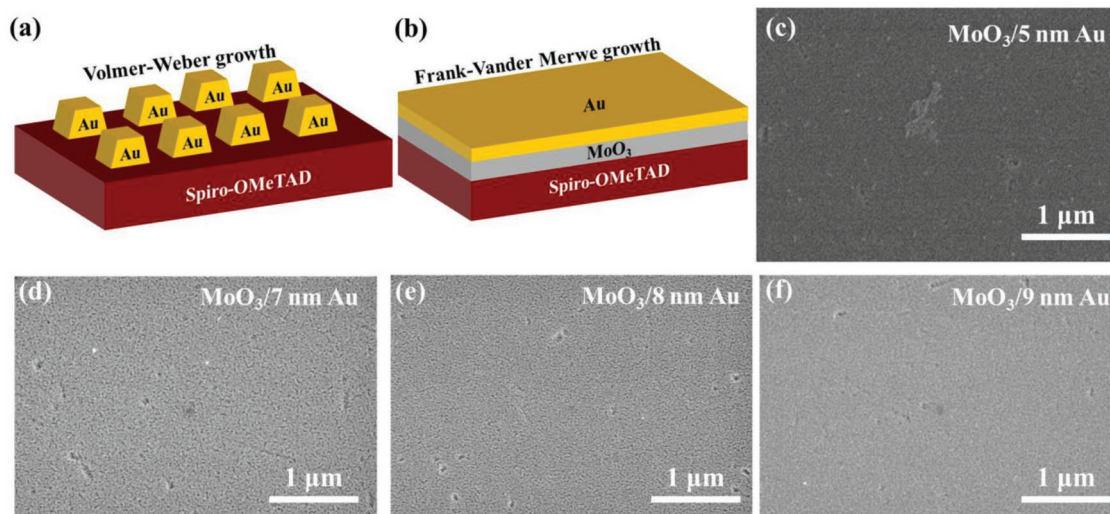 (a)
Volmer-Weber growth
Au Au Au Au
Au Au Au Au
Spiro-OMeTAD
(b)
Frank-Vander Merwe growth
Au
MoO₃
Spiro-OMeTAD
(c)
MoO₃/5 nm Au
1 μm
(d)
MoO₃/7 nm Au
1 μm
(e)
MoO₃/8 nm Au
1 μm
(f)
MoO₃/9 nm Au
1 μm